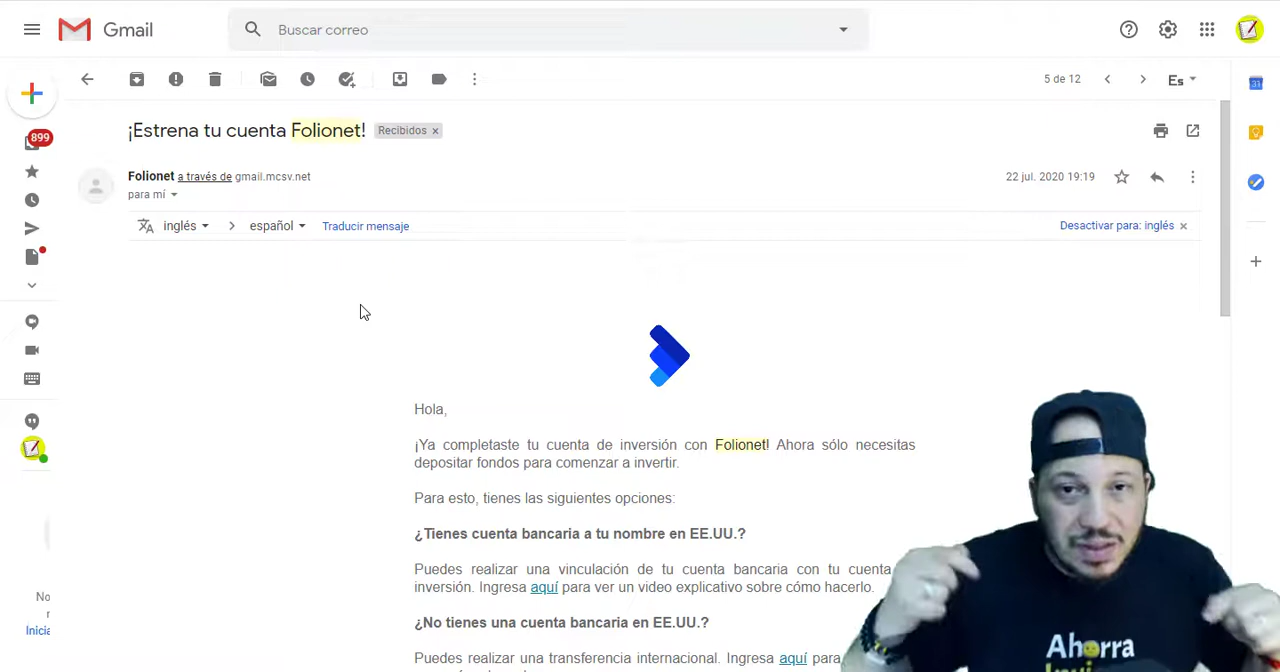 Gmail
Buscar correo
5 de 12
Es
899
¡Estrena tu cuenta Folionet!
Recibidos ×
Folionet a través de gmail.mcsv.net
22 jul. 2020 19:19
para mí
inglés
español
Traducir mensaje
Desactivar para: inglés ×
31
Hola,
¡Ya completaste tu cuenta de inversión con Folionet! Ahora sólo necesitas
depositar fondos para comenzar a invertir.
Para esto, tienes las siguientes opciones:
¿Tienes cuenta bancaria a tu nombre en EE.UU.?
Puedes realizar una vinculación de tu cuenta bancaria con tu cuenta
inversión. Ingresa aquí para ver un video explicativo sobre cómo hacerlo.
¿No tienes una cuenta bancaria en EE.UU.?
Puedes realizar una transferencia internacional. Ingresa aquí para
No
Inicia
Ahorra